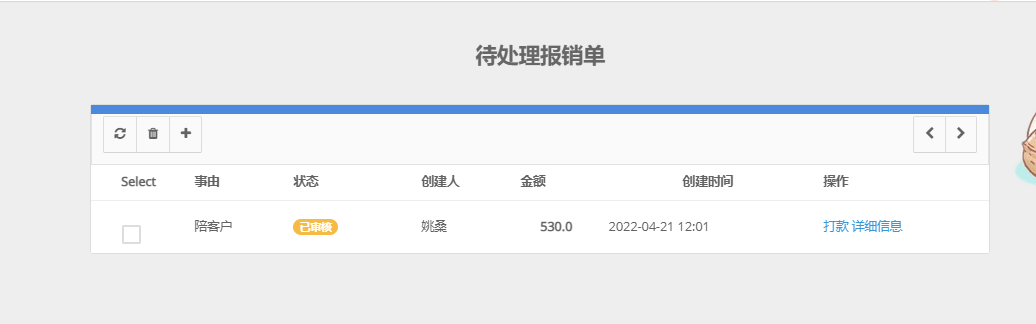 待处理报销单
Select 事由 状态 创建人 金额 创建时间 操作
陪客户 已审核 姚桑 530.0 2022-04-21 12:01 打款 详细信息